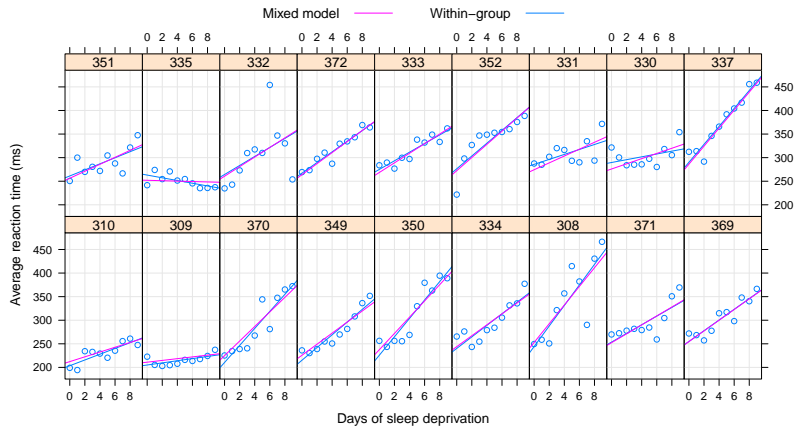 Mixed model Within−group
0 2 4 6 8 0 2 4 6 8 0 2 4 6 8 0 2 4 6 8
351 335 332 372 333 352 331 330 337
450
400
350
300
250
200
310 309 370 349 350 334 308 371 369
450
400
350
300
250
200
0 2 4 6 8 0 2 4 6 8 0 2 4 6 8 0 2 4 6 8 0 2 4 6 8
Average reaction time (ms)
Days of sleep deprivation